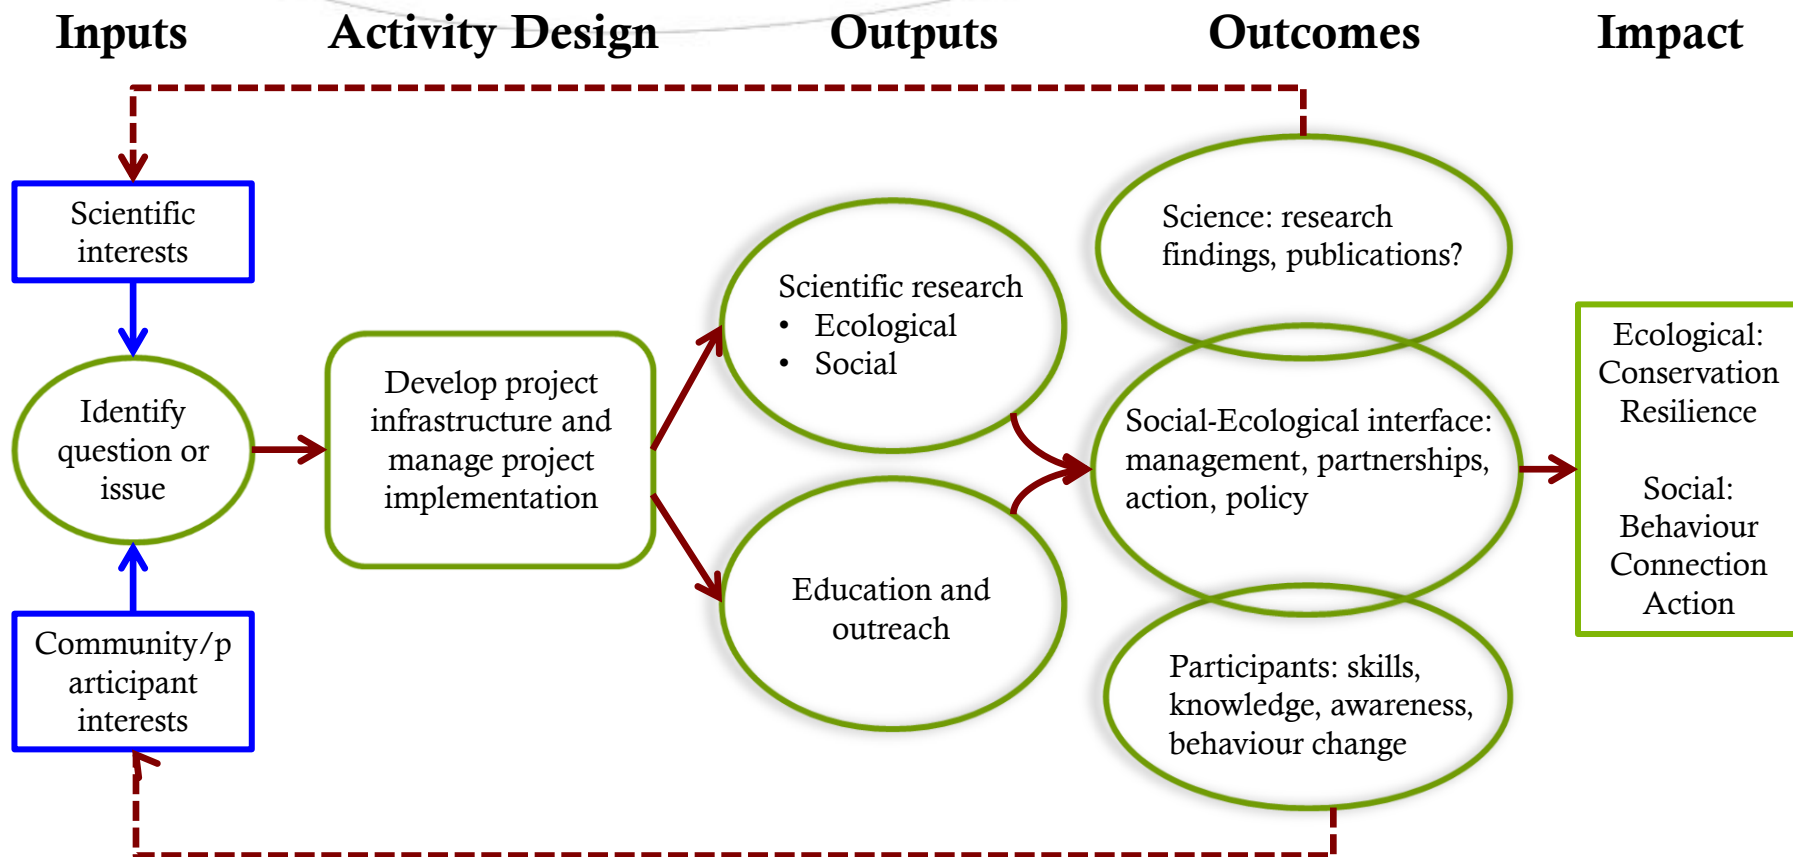 Inputs
Activity Design
Outputs
Outcomes
Impact
Scientific
interests
Identify
question or
issue
Community/p
articipant
interests
Develop project
infrastructure and
manage project
implementation
Scientific research
• Ecological
• Social
Education and
outreach
Science: research
findings, publications?
Social-Ecological interface:
management, partnerships,
action, policy
Participants: skills,
knowledge, awareness,
behaviour change
Ecological:
Conservation
Resilience
Social:
Behaviour
Connection
Action